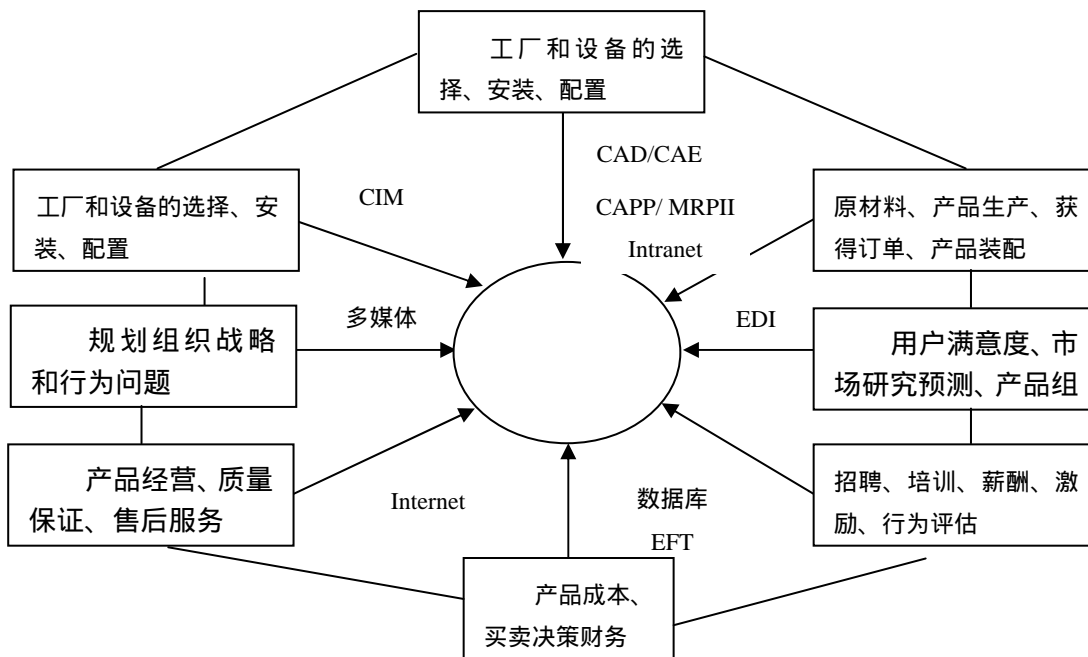 工厂和设备的选
择、安装、配置
CAD/CAE
CIM
工厂和设备的选择、安
装、配置
CAPP/ MRPII
原材料、产品生产、获
得订单、产品装配
Intranet
多媒体
EDI
规划组织战略
和行为问题
用户满意度、市
场研究预测、产品组
产品经营、质量
保证、售后服务
Internet
数据库
招聘、培训、薪酬、激
励、行为评估
EFT
产品成本、
买卖决策财务